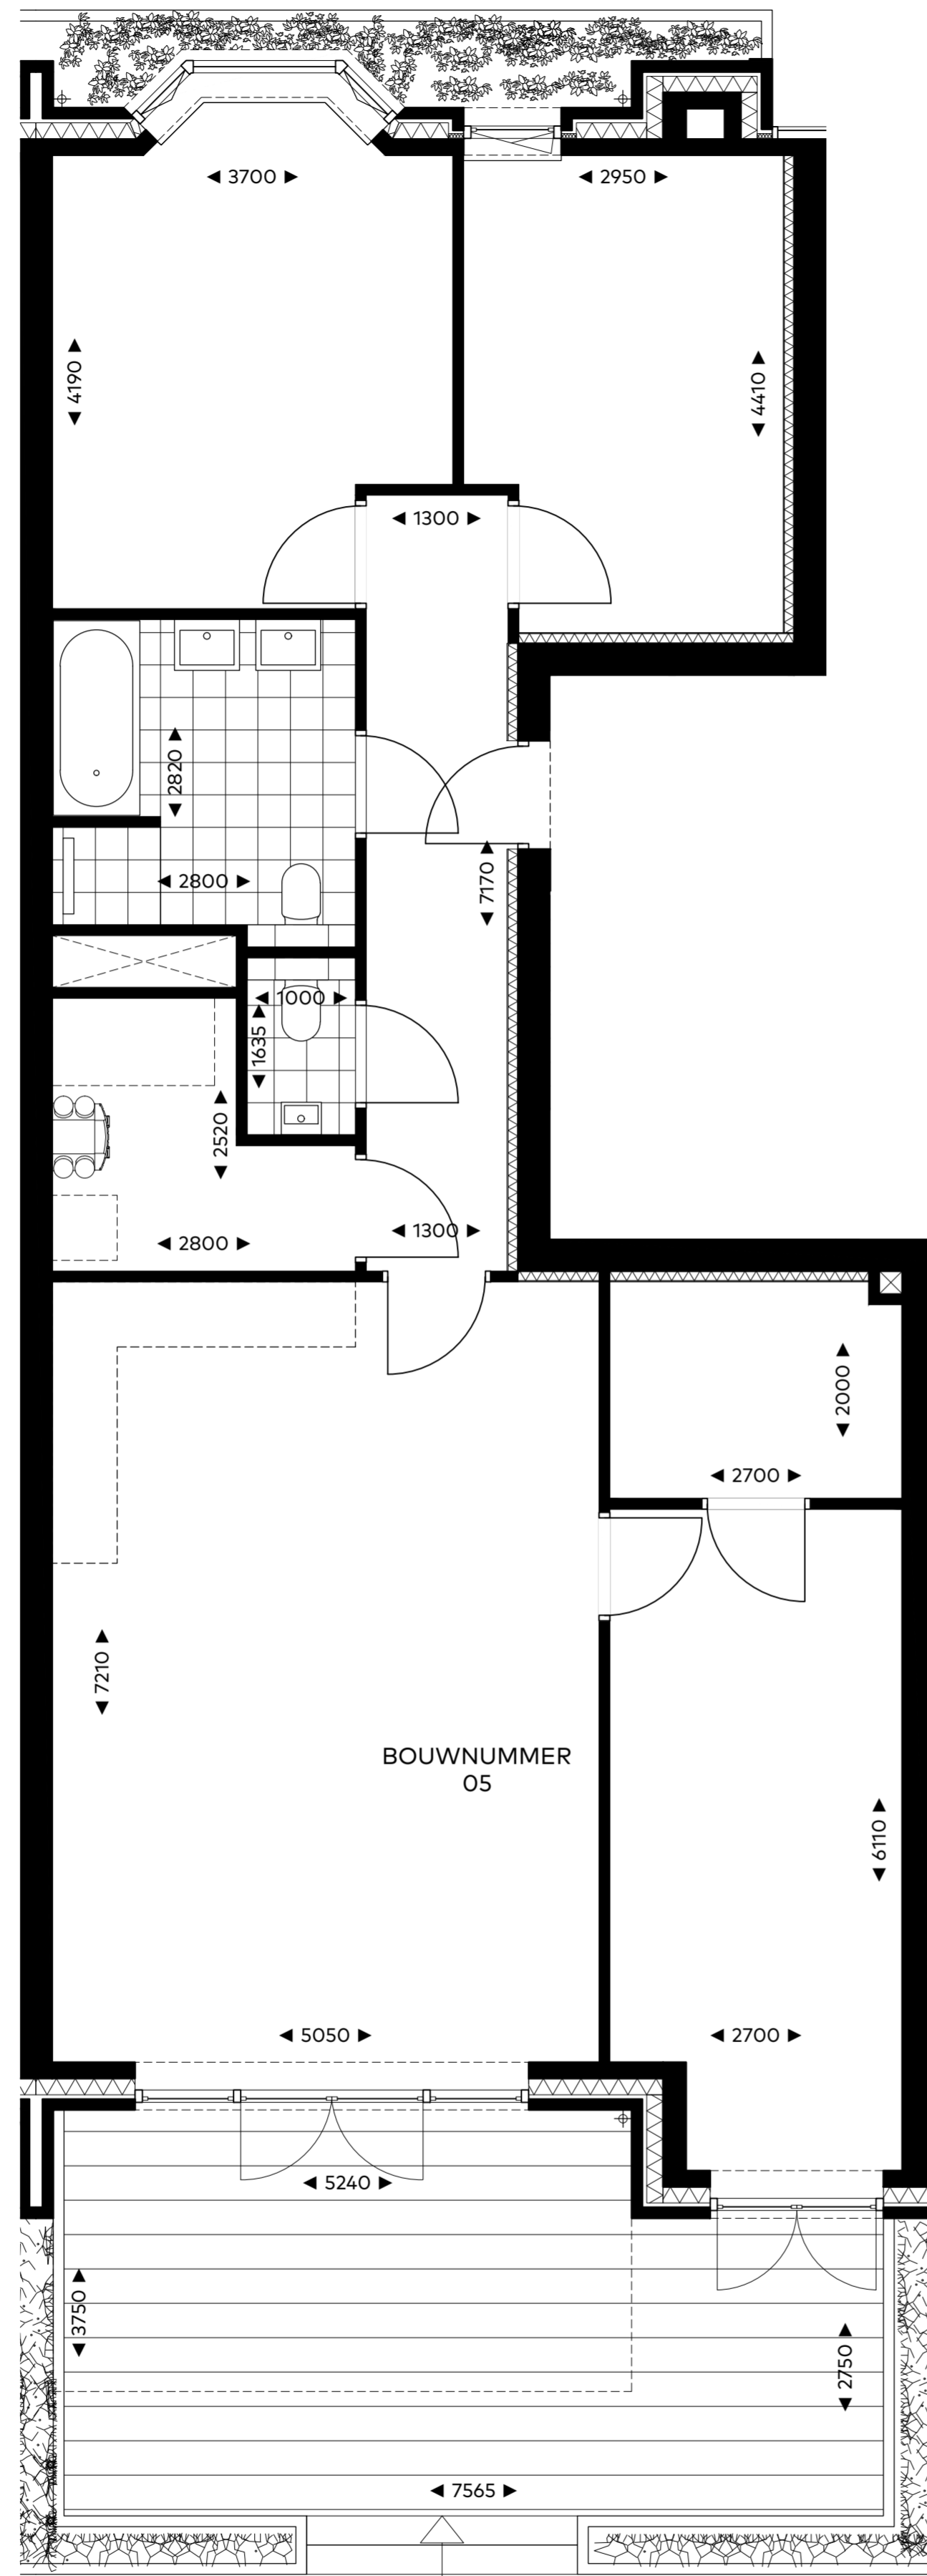 ◄ 3700 ►
◄ 2950 ►
◄ 4190 ►
◄ 4410 ►
◄ 1300 ►
◄ 2820 ►
◄ 2800 ►
◄ 7170 ►
◄ 1000 ►
◄ 1635 ►
◄ 2520 ►
◄ 2800 ►
◄ 1300 ►
◄ 2000 ►
◄ 2700 ►
◄ 7210 ►
BOUWNUMMER
05
◄ 6110 ►
◄ 5050 ►
◄ 2700 ►
◄ 5240 ►
◄ 3750 ►
◄ 2750 ►
◄ 7565 ►